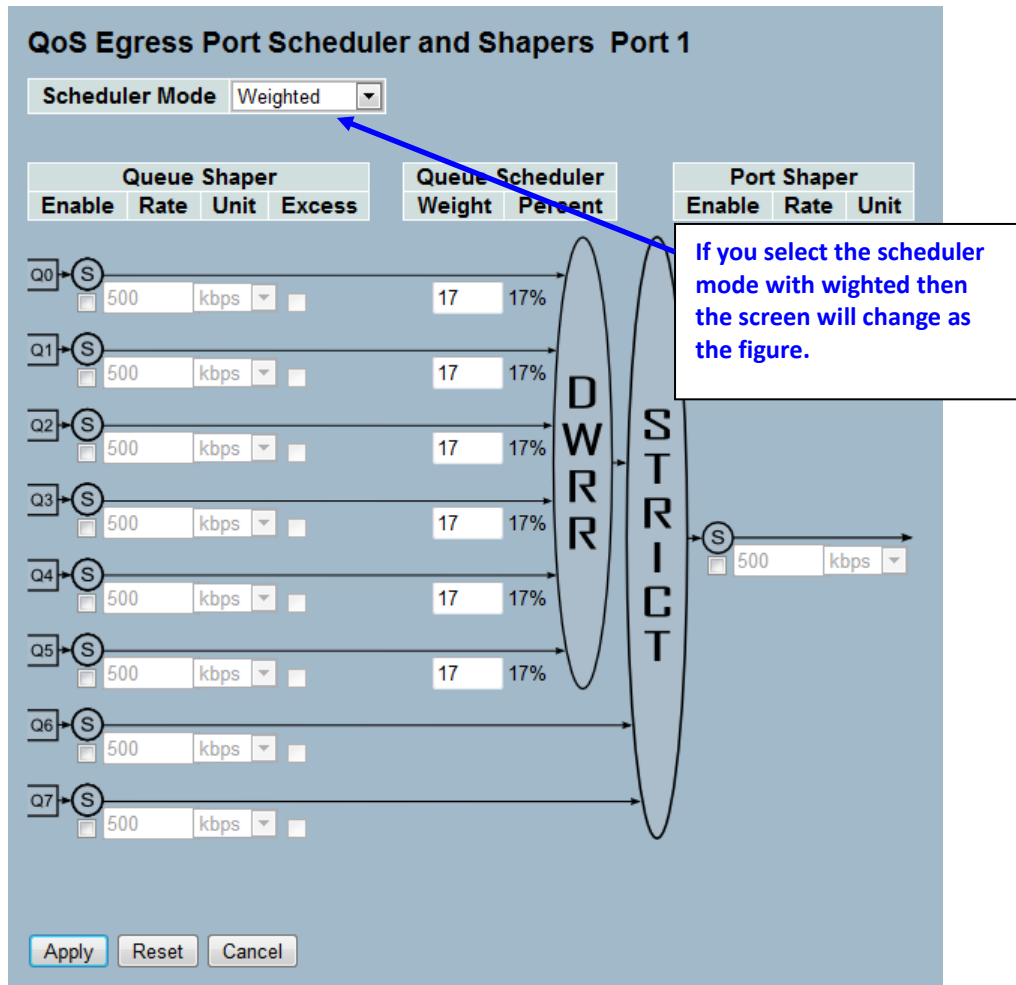 QoS Egress Port Scheduler and Shapers Port 1
Scheduler Mode Weighted
Queue Shaper Queue Scheduler Port Shaper
Enable Rate Unit Excess Weight Percent Enable Rate Unit
If you select the scheduler
mode with wighted then
the screen will change as
the figure.
Q0 S
500 kbps 17 17%
Q1 S
500 kbps 17 17%
Q2 S
500 kbps 17 17%
Q3 S
500 kbps 17 17%
Q4 S
500 kbps 17 17%
Q5 S
500 kbps 17 17%
Q6 S
500 kbps
Q7 S
500 kbps
DWRR
STRICT
S
500 kbps
Apply Reset Cancel